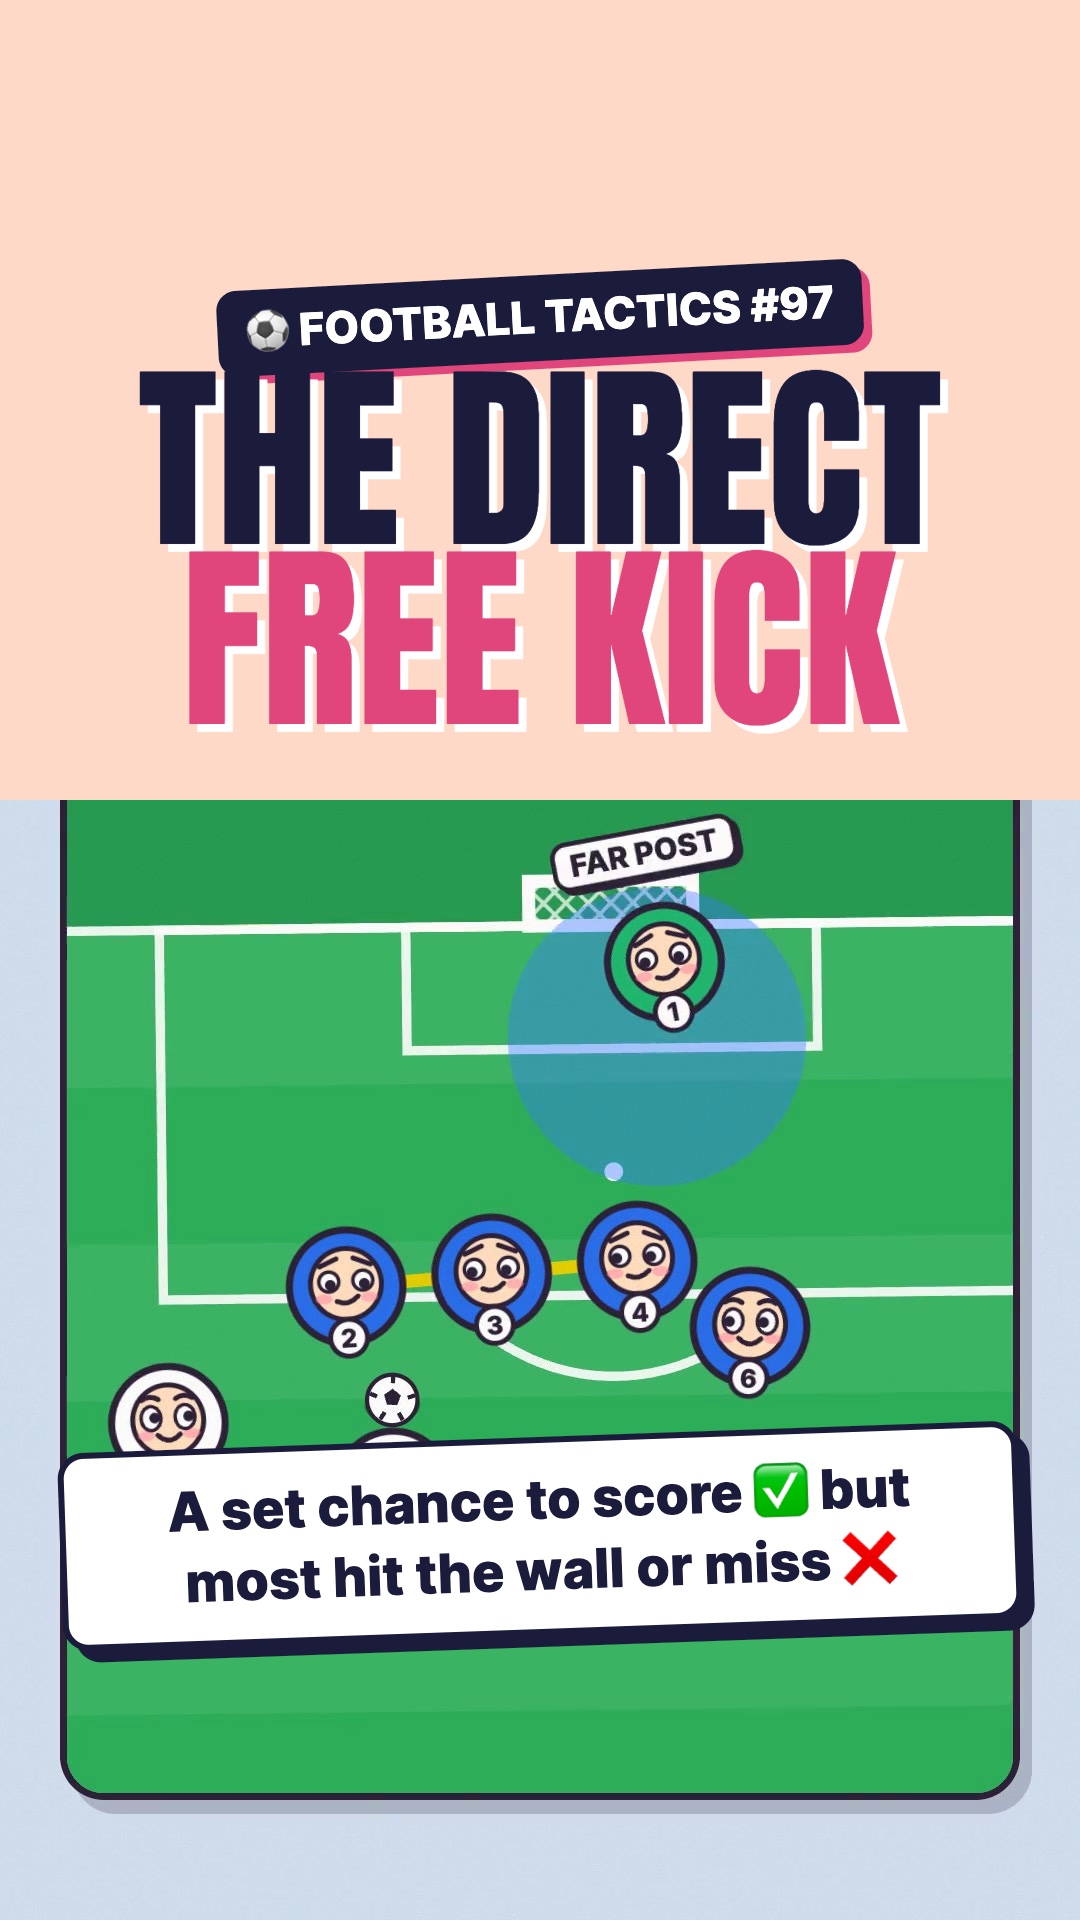 ⚽ FOOTBALL TACTICS #97
THE DIRECT
FREE KICK
FAR POST
1
2
3
4
6
A set chance to score ✅ but
most hit the wall or miss ❌